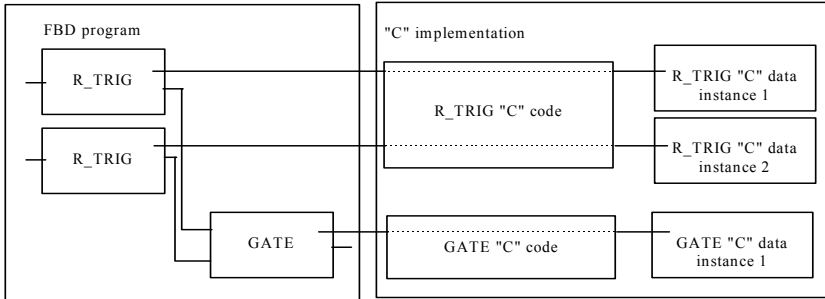 FBD program
R_TRIG
R_TRIG
GATE
"C" implementation
R_TRIG "C" code
R_TRIG "C" data
instance 1
R_TRIG "C" data
instance 2
GATE "C" code
GATE "C" data
instance 1